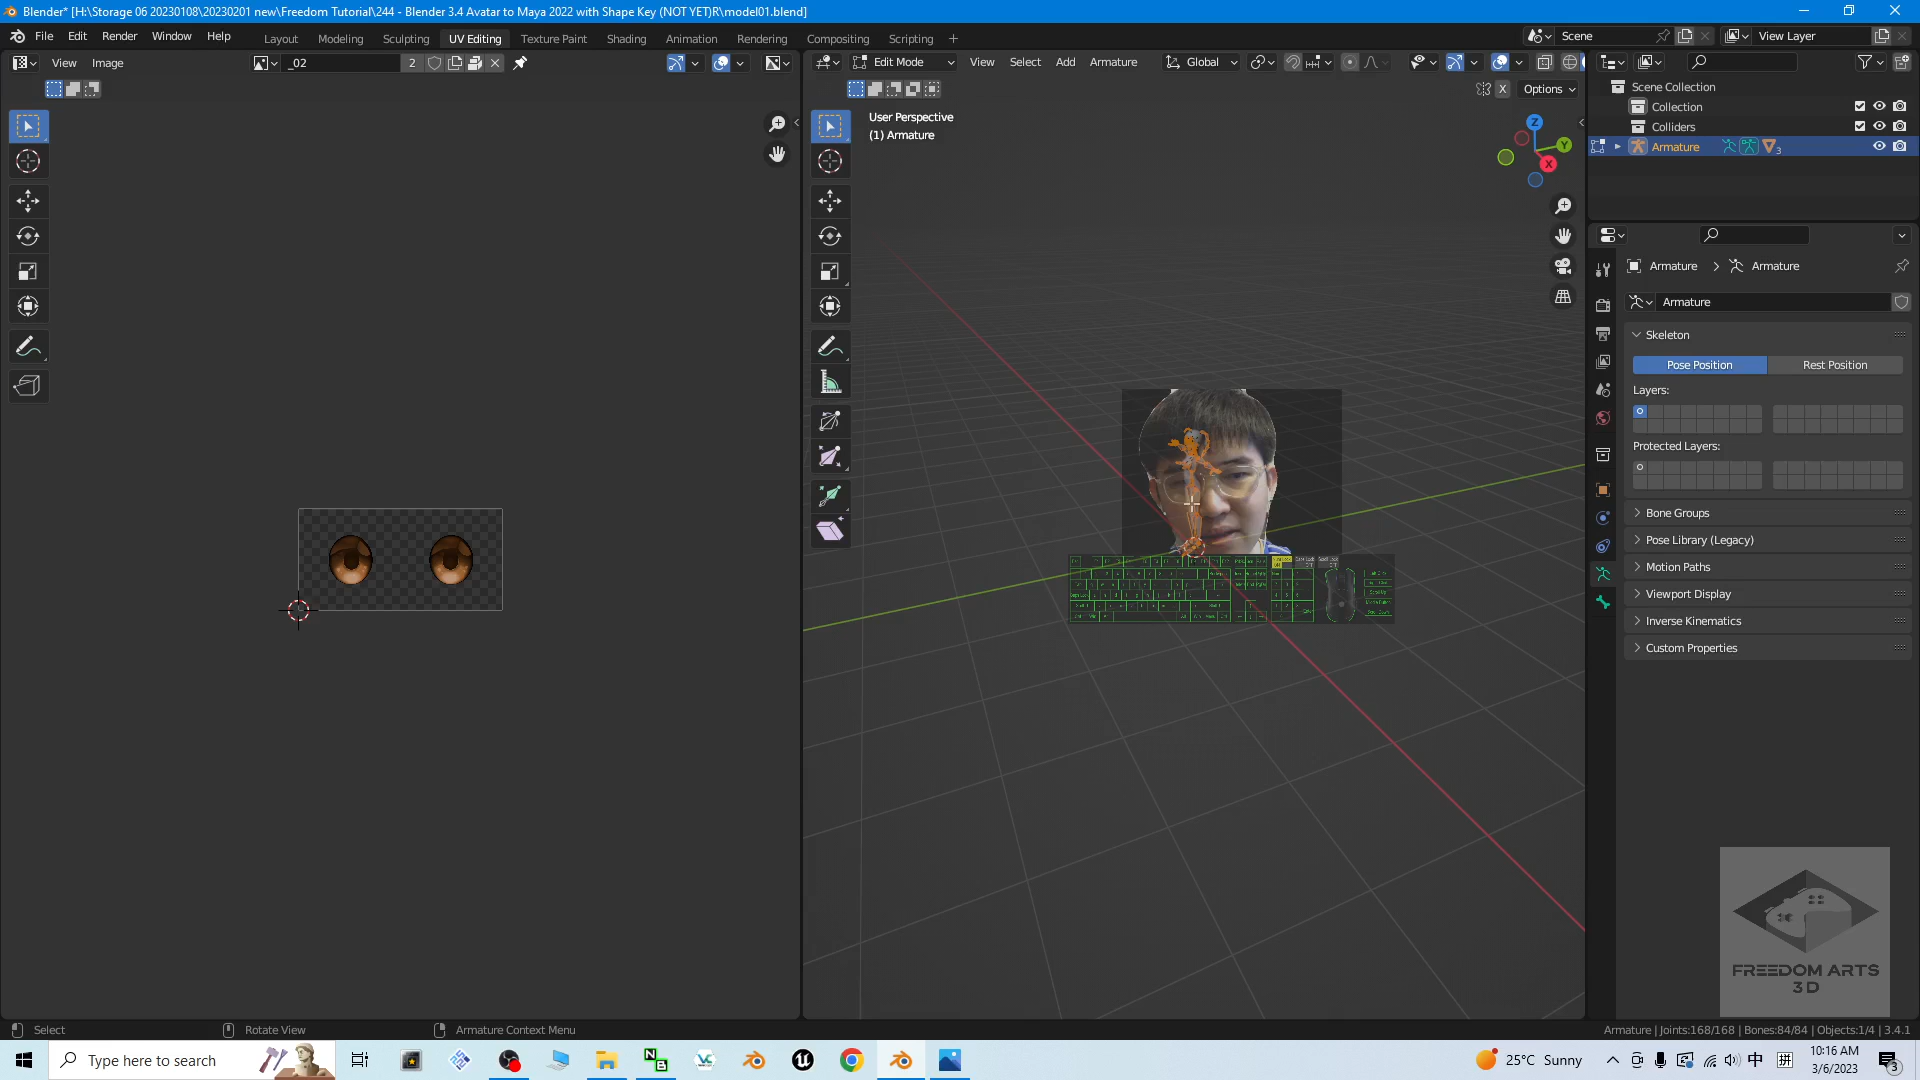 Blender* [H:\Storage 06 20230108\20230201 new\Freedom Tutorial\244 - Blender 3.4 Avatar to Maya 2022 with Shape Key (NOT YET)R\model01.blend]
File Edit Render Window Help
Layout Modeling Sculpting UV Editing Texture Paint Shading Animation Rendering Compositing Scripting +
Scene
View Layer
View Image
_02
2
Edit Mode
View Select Add Armature
Global
X
Options
User Perspective
(1) Armature
Z
Y
X
Scene Collection
Collection
Colliders
Armature
3
Armature > Armature
Armature
Skeleton
Pose Position
Rest Position
Layers:
Protected Layers:
Bone Groups
Pose Library (Legacy)
Motion Paths
Viewport Display
Inverse Kinematics
Custom Properties
FREEDOM ARTS
3D
Select
Rotate View
Armature Context Menu
Armature | Joints:168/168 | Bones:84/84 | Objects:1/4 | 3.4.1
Type here to search
25°C Sunny
中
拼
10:16 AM
3/6/2023
3